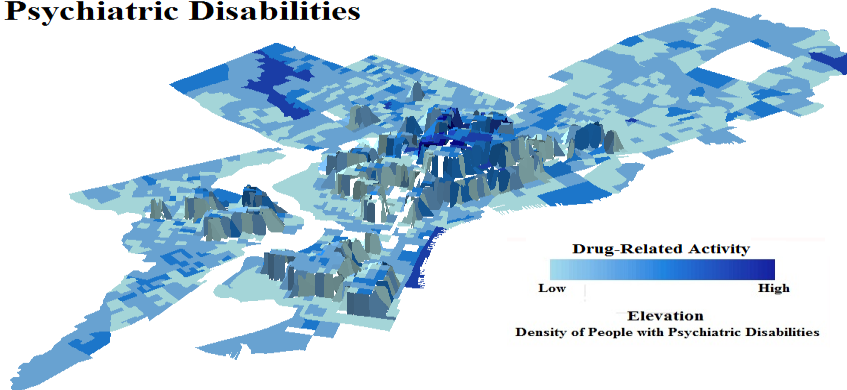 Psychiatric Disabilities
Drug-Related Activity
Low High
Elevation
Density of People with Psychiatric Disabilities